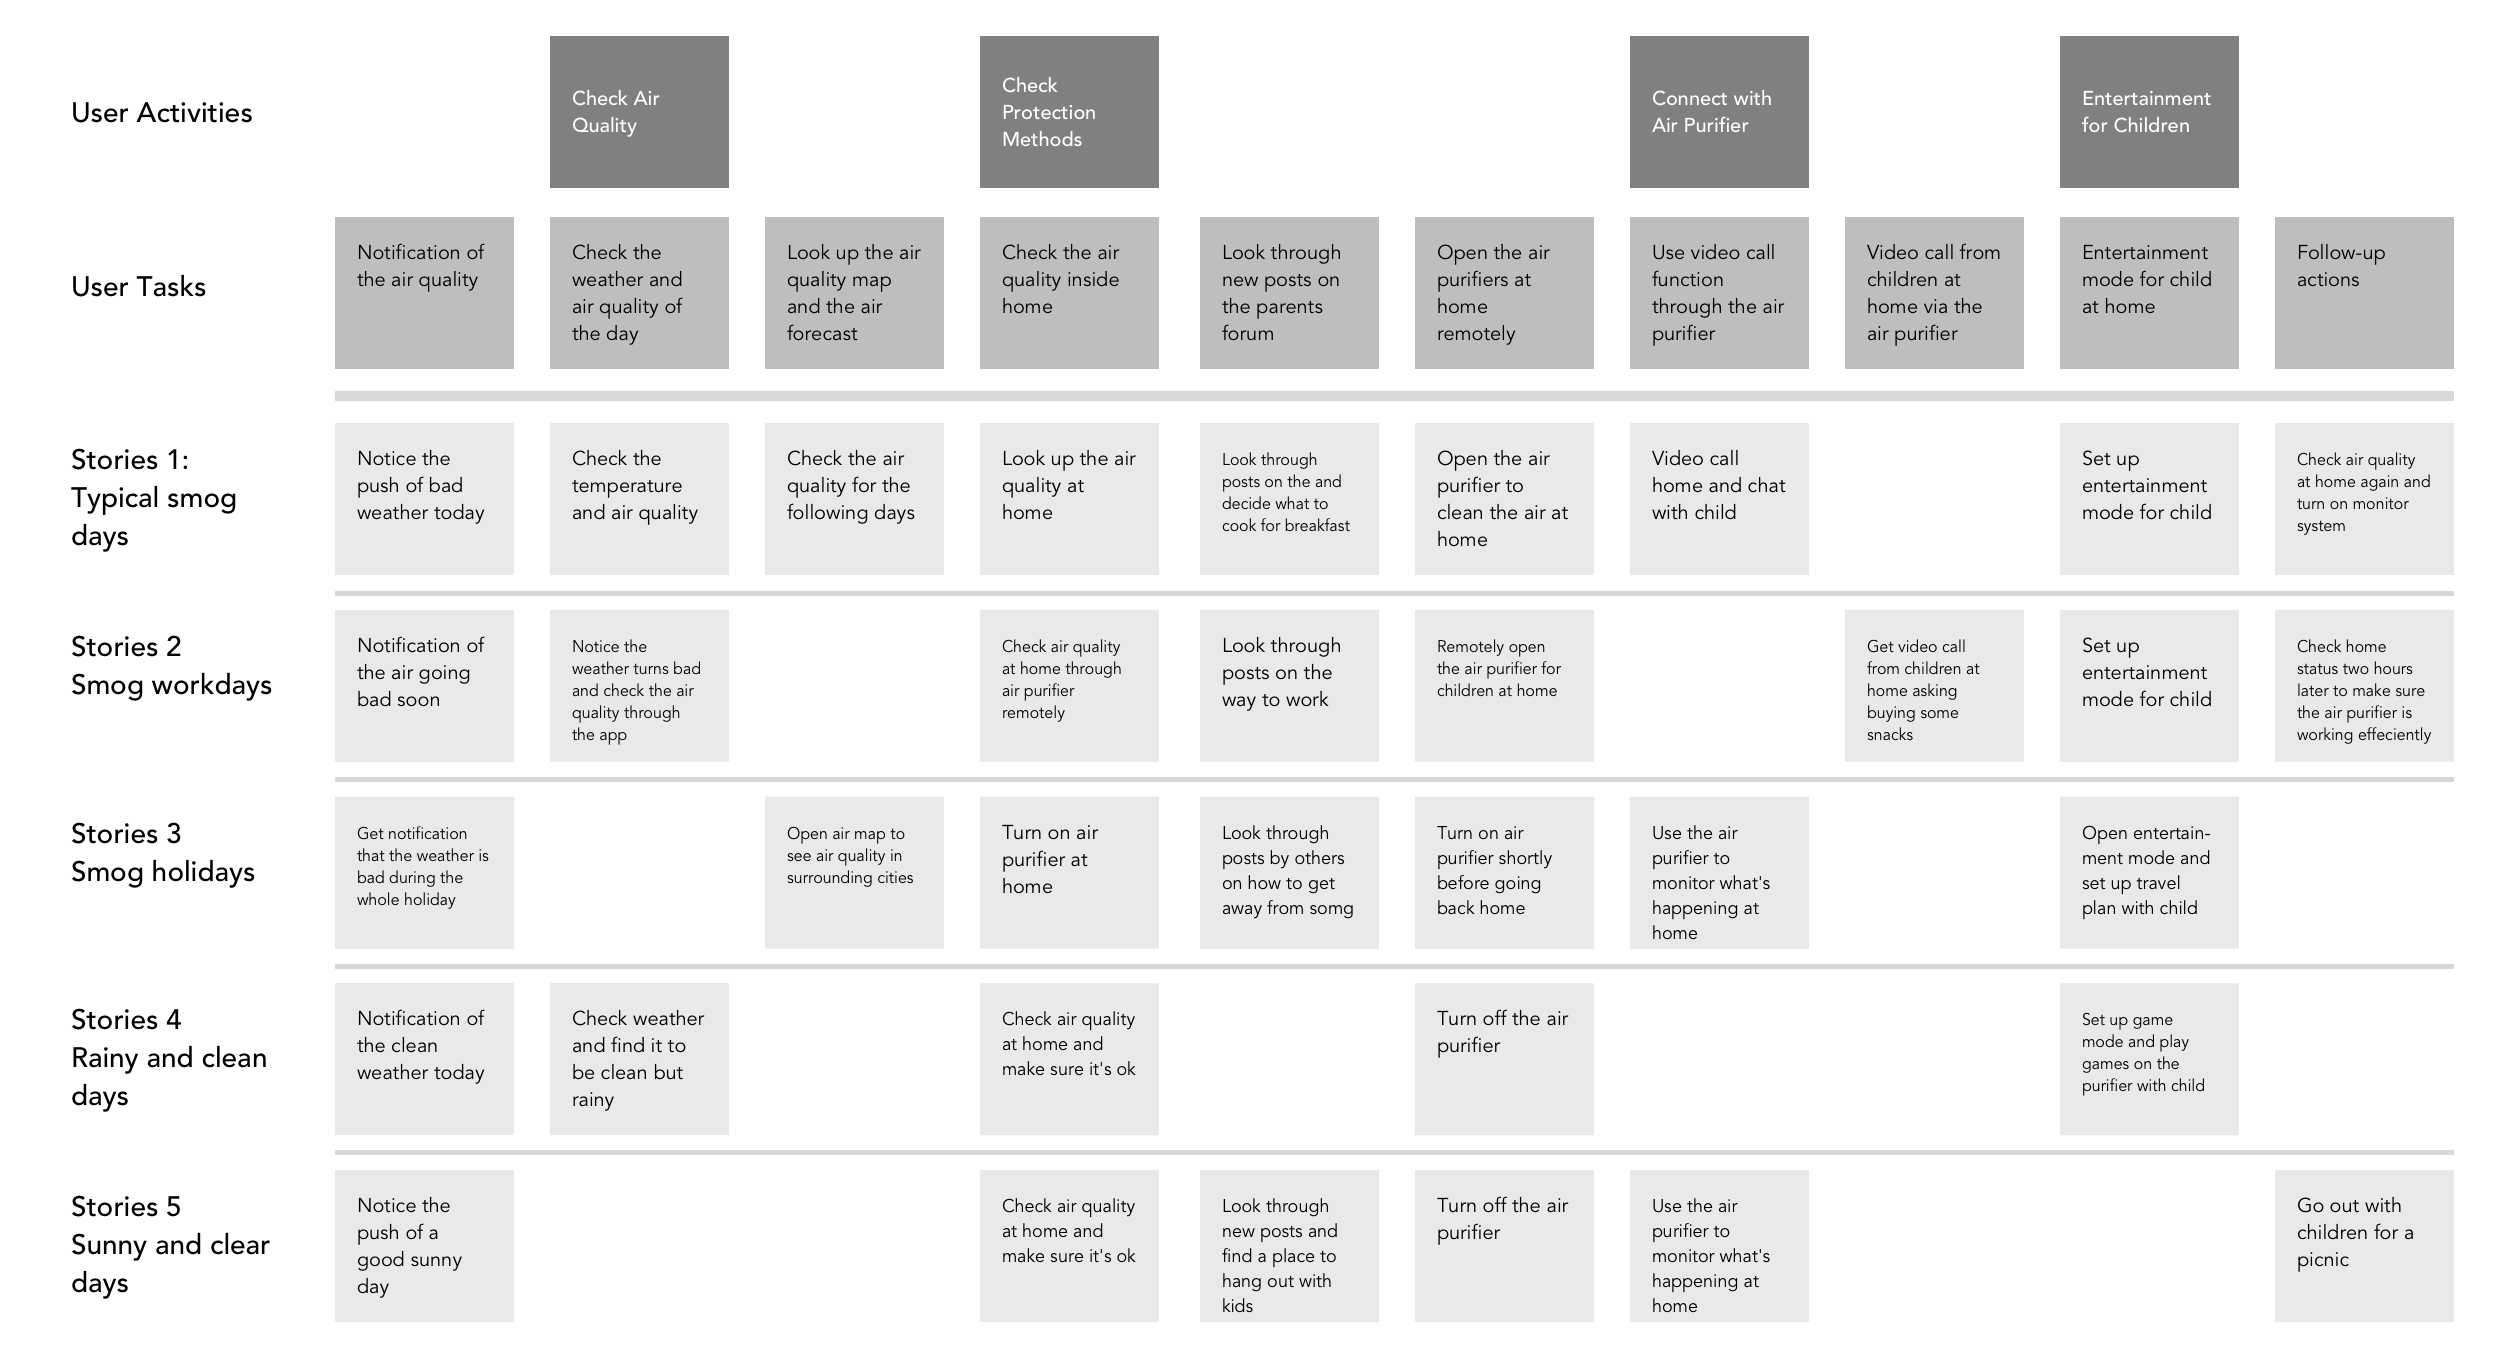 User Activities
Check Air
Quality
Check
Protection
Methods
Connect with
Air Purifier
Entertainment
for Children
User Tasks
Notification of
the air quality
Check the
weather and
air quality of
the day
Look up the air
quality map
and the air
forecast
Check the air
quality inside
home
Look through
new posts on
the parents
forum
Open the air
purifiers at
home
remotely
Use video call
function
through the air
purifier
Video call from
children at
home via the
air purifier
Entertainment
mode for child
at home
Follow-up
actions
Stories 1:
Typical smog
days
Notice the
push of bad
weather today
Check the
temperature
and air quality
Check the air
quality for the
following days
Look up the air
quality at
home
Look through
posts on the and
decide what to
cook for breakfast
Open the air
purifier to
clean the air at
home
Video call
home and chat
with child
Set up
entertainment
mode for child
Check air quality
at home again and
turn on monitor
system
Stories 2
Smog workdays
Notification of
the air going
bad soon
Notice the
weather turns bad
and check the air
quality through
the app
Check air quality
at home through
air purifier
remotely
Look through
posts on the
way to work
Remotely open
the air purifier for
children at home
Get video call
from children at
home asking
buying some
snacks
Set up
entertainment
mode for child
Check home
status two hours
later to make sure
the air purifier is
working effeciently
Stories 3
Smog holidays
Get notification
that the weather is
bad during the
whole holiday
Open air map to
see air quality in
surrounding cities
Turn on air
purifier at
home
Look through
posts by others
on how to get
away from somg
Turn on air
purifier shortly
before going
back home
Use the air
purifier to
monitor what's
happening at
home
Open entertain-
ment mode and
set up travel
plan with child
Stories 4
Rainy and clean
days
Notification of
the clean
weather today
Check weather
and find it to
be clean but
rainy
Check air quality
at home and
make sure it's ok
Turn off the air
purifier
Set up game
mode and play
games on the
purifier with child
Stories 5
Sunny and clear
days
Notice the
push of a
good sunny
day
Check air quality
at home and
make sure it's ok
Look through
new posts and
find a place to
hang out with
kids
Turn off the air
purifier
Use the air
purifier to
monitor what's
happening at
home
Go out with
children for a
picnic